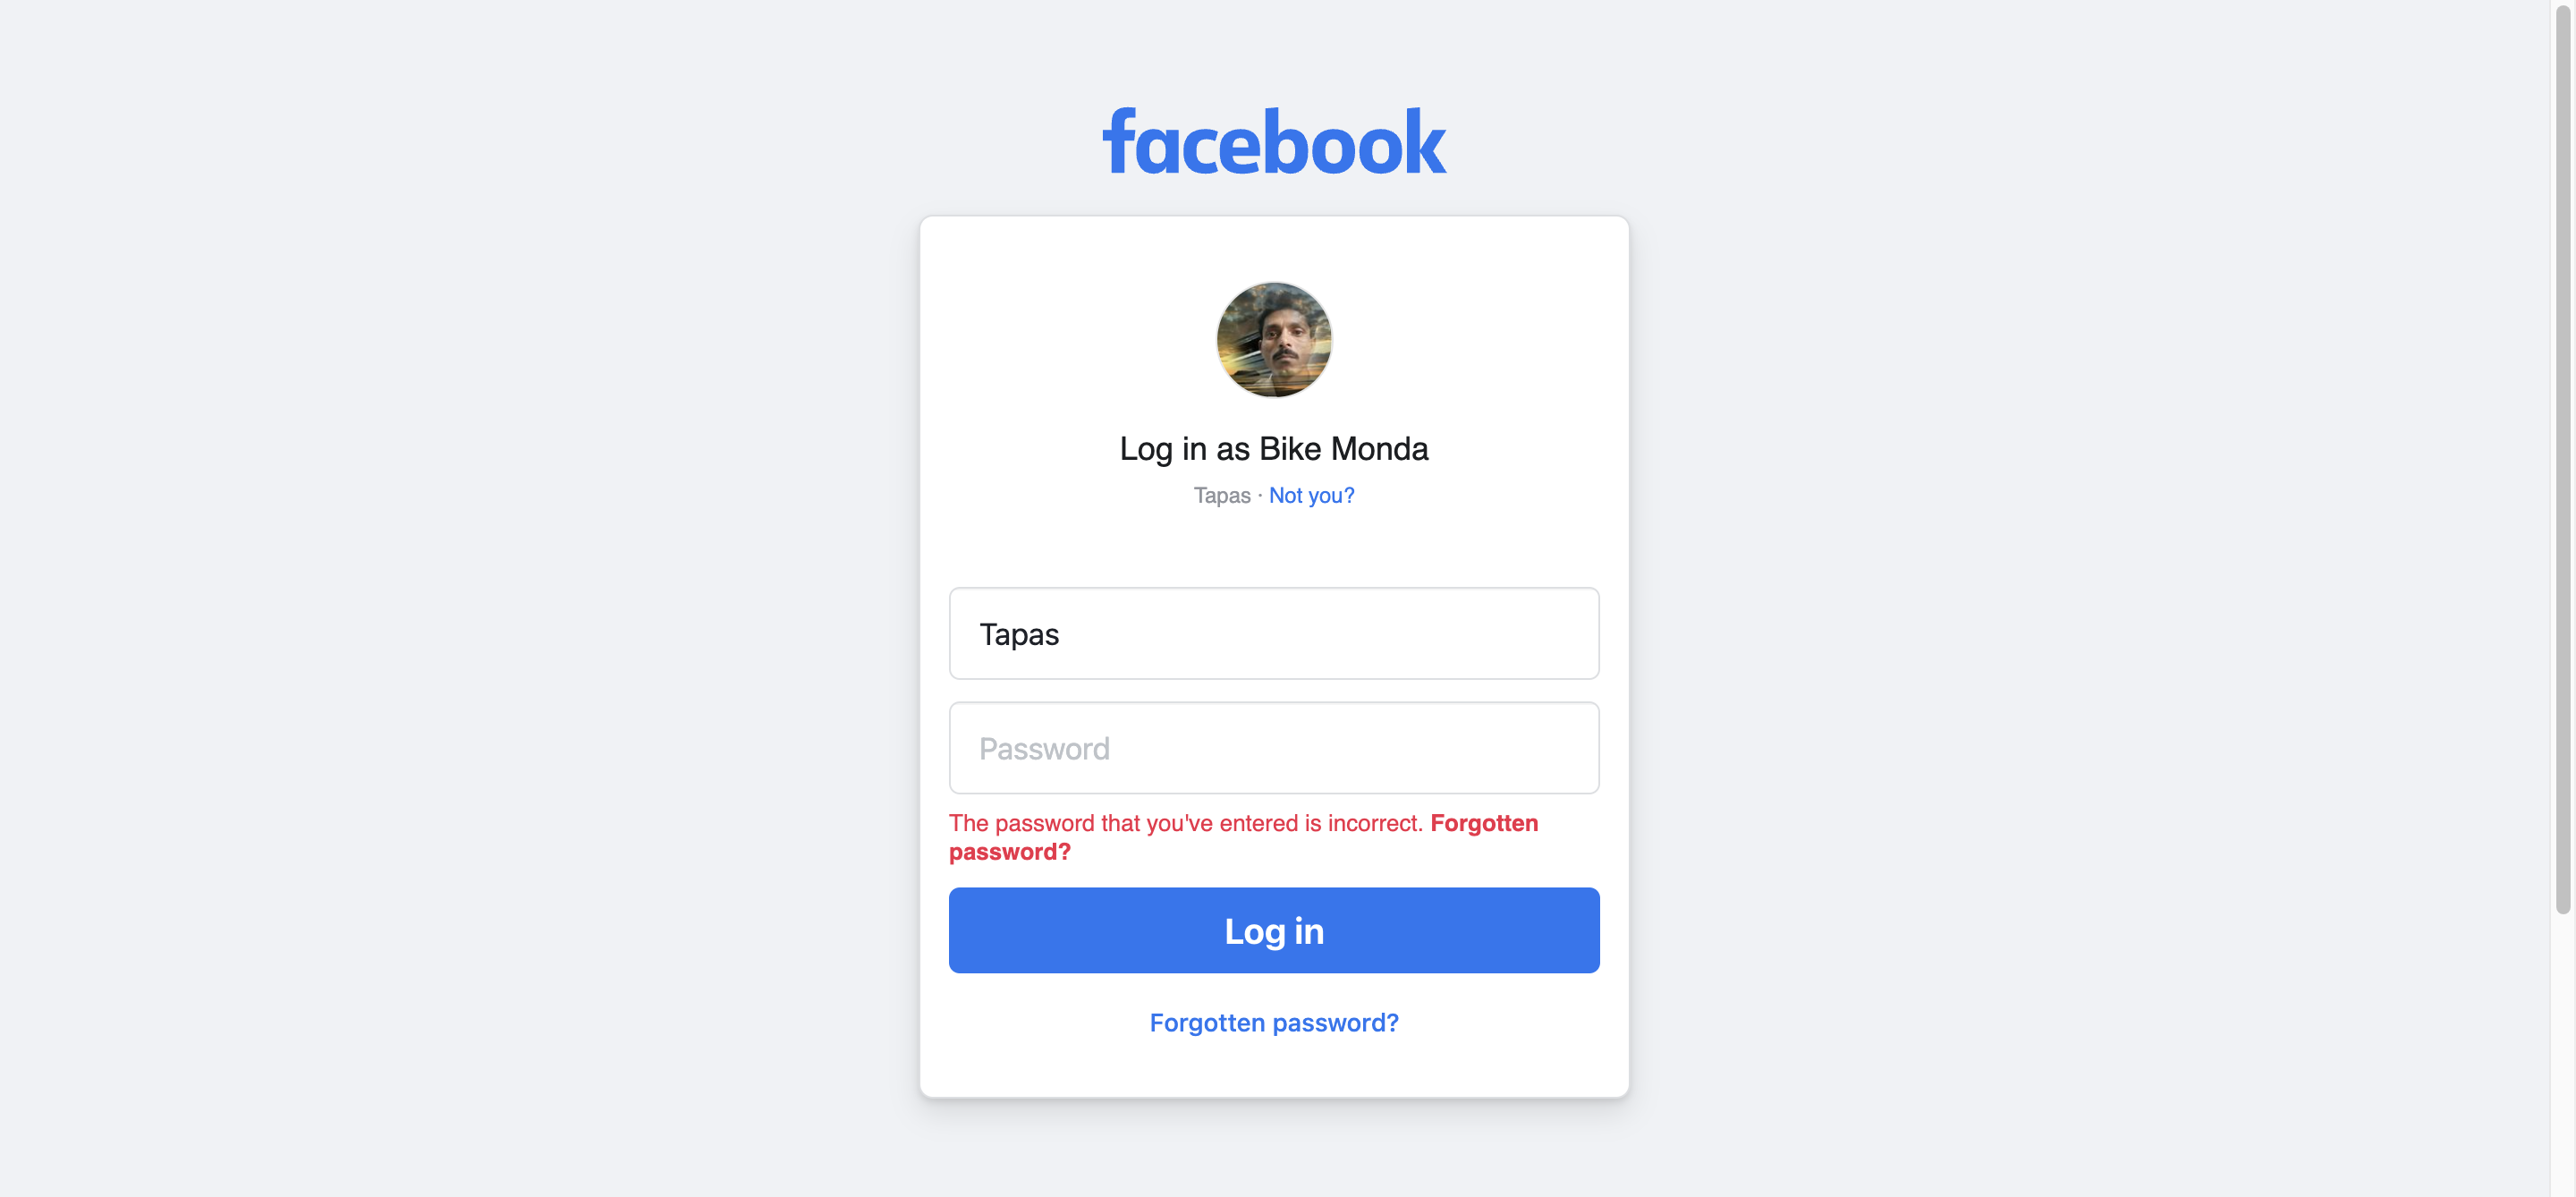 facebook
Log in as Bike Monda
Tapas · Not you?
Tapas
Password
The password that you've entered is incorrect. Forgotten
password?
Log in
Forgotten password?